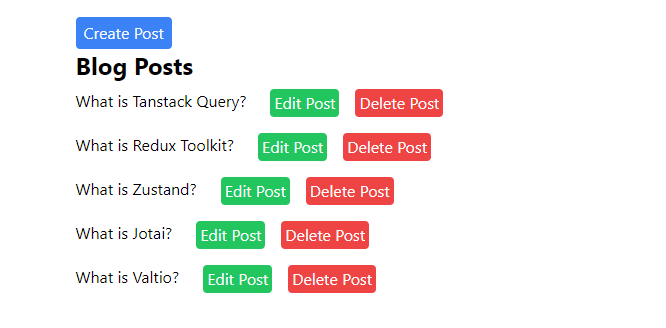 Create Post
Blog Posts
What is Tanstack Query? Edit Post Delete Post
What is Redux Toolkit? Edit Post Delete Post
What is Zustand? Edit Post Delete Post
What is Jotai? Edit Post Delete Post
What is Valtio? Edit Post Delete Post